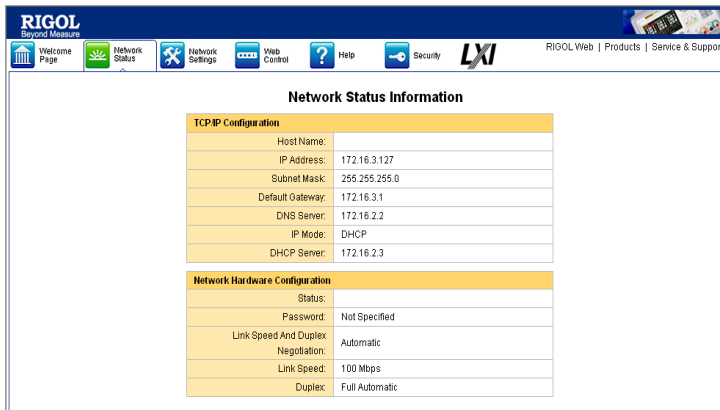 RIGOL
Beyond Measure
Welcome Page
Network Status
Network Settings
Web Control
Help
Security
LXI
RIGOL Web | Products | Service & Suppor
Network Status Information
TCP/IP Configuration
Host Name:
IP Address: 172.16.3.127
Subnet Mask: 255.255.255.0
Default Gateway: 172.16.3.1
DNS Server: 172.16.2.2
IP Mode: DHCP
DHCP Server: 172.16.2.3
Network Hardware Configuration
Status:
Password: Not Specified
Link Speed And Duplex
Negotiation: Automatic
Link Speed: 100 Mbps
Duplex: Full Automatic